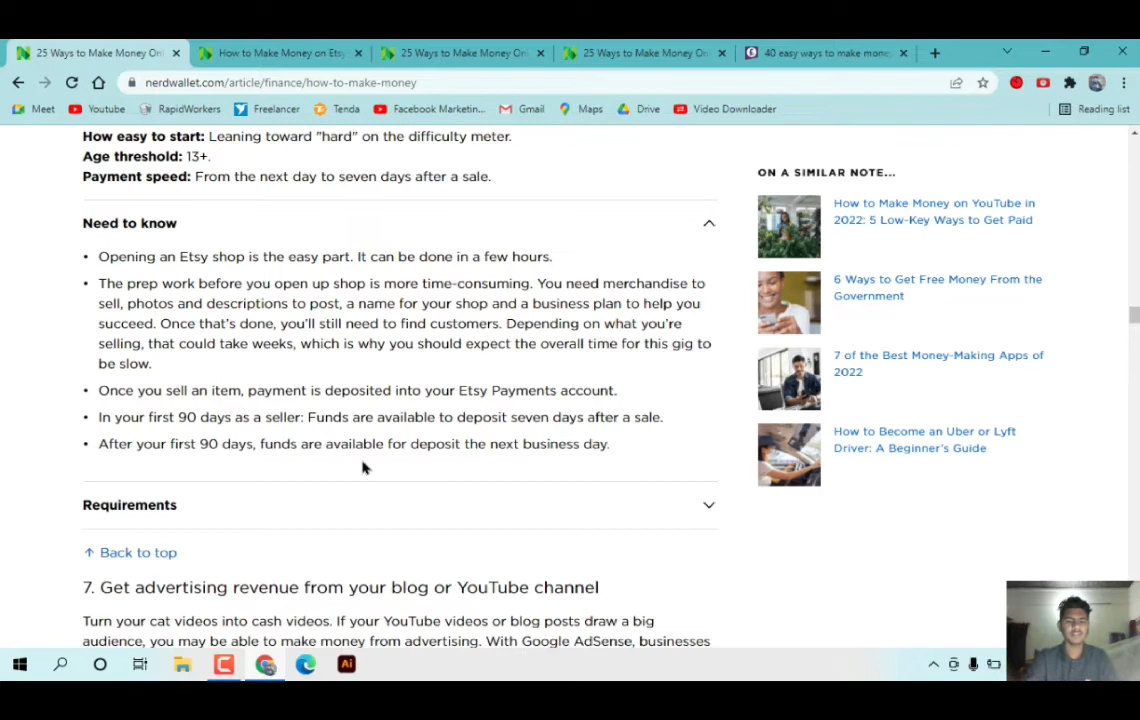 25 Ways to Make Money Onl
How to Make Money on Etsy
25 Ways to Make Money Onl
25 Ways to Make Money Onl
40 easy ways to make mone
nerdwallet.com/article/finance/how-to-make-money
Meet
Youtube
RapidWorkers
Freelancer
Tenda
Facebook Marketin...
Gmail
Maps
Drive
Video Downloader
Reading list
How easy to start: Leaning toward "hard" on the difficulty meter.
Age threshold: 13+.
Payment speed: From the next day to seven days after a sale.
Need to know
• Opening an Etsy shop is the easy part. It can be done in a few hours.
• The prep work before you open up shop is more time-consuming. You need merchandise to
sell, photos and descriptions to post, a name for your shop and a business plan to help you
succeed. Once that's done, you'll still need to find customers. Depending on what you're
selling, that could take weeks, which is why you should expect the overall time for this gig to
be slow.
• Once you sell an item, payment is deposited into your Etsy Payments account.
• In your first 90 days as a seller: Funds are available to deposit seven days after a sale.
• After your first 90 days, funds are available for deposit the next business day.
Requirements
↑ Back to top
7. Get advertising revenue from your blog or YouTube channel
Turn your cat videos into cash videos. If your YouTube videos or blog posts draw a big
audience, you may be able to make money from advertising. With Google AdSense, businesses
ON A SIMILAR NOTE...
How to Make Money on YouTube in
2022: 5 Low-Key Ways to Get Paid
6 Ways to Get Free Money From the
Government
7 of the Best Money-Making Apps of
2022
How to Become an Uber or Lyft
Driver: A Beginner's Guide
Ai